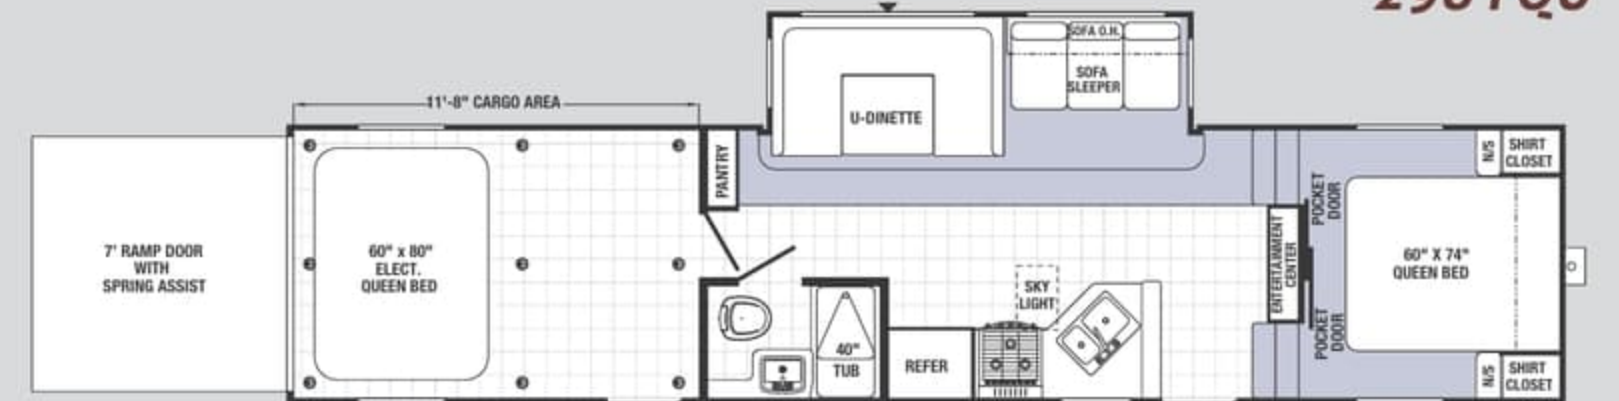 11'-8" CARGO AREA
7' RAMP DOOR
WITH
SPRING ASSIST
60" x 80"
ELECT.
QUEEN BED
PANTRY
U-DINETTE
SOFA O.H.
SOFA
SLEEPER
40"
TUB
REFER
SKY
LIGHT
ENTERTAINMENT
CENTER
POCKET
DOOR
POCKET
DOOR
60" X 74"
QUEEN BED
N/S
SHIRT
CLOSET
N/S
SHIRT
CLOSET